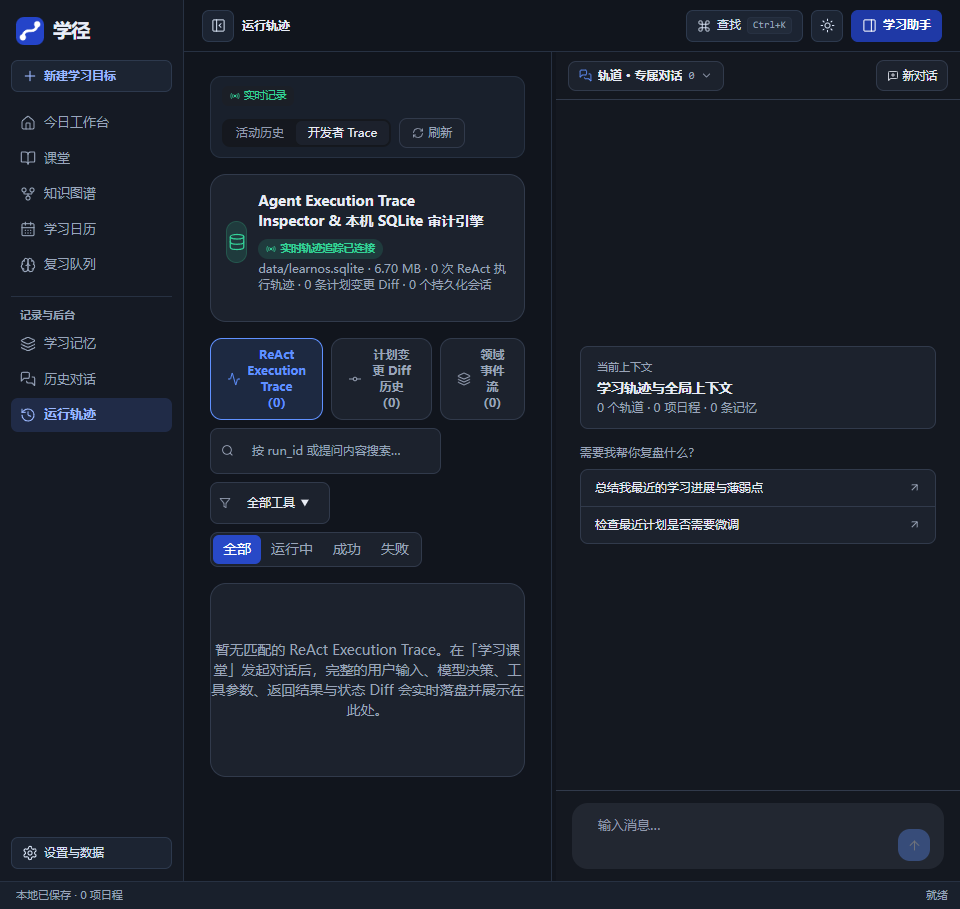 学径
新建学习目标
今日工作台
课堂
知识图谱
学习日历
复习队列
记录与后台
学习记忆
历史对话
运行轨迹
设置与数据
运行轨迹
查找 Ctrl+K
学习助手
实时记录
活动历史 开发者 Trace 刷新
Agent Execution Trace
Inspector & 本机 SQLite 审计引擎
实时轨迹追踪已连接
data/learnos.sqlite · 6.70 MB · 0 次 ReAct 执
行轨迹 · 0 条计划变更 Diff · 0 个持久化会话
ReAct
Execution
Trace
(0)
计划变
更 Diff
历史
(0)
领域
事件
流
(0)
按 run_id 或提问内容搜索...
全部工具 ▼
全部 运行中 成功 失败
暂无匹配的 ReAct Execution Trace。在「学习课
堂」发起对话后，完整的用户输入、模型决策、工
具参数、返回结果与状态 Diff 会实时落盘并展示在
此处。
轨道 • 专属对话 0
新对话
当前上下文
学习轨迹与全局上下文
0 个轨道 · 0 项日程 · 0 条记忆
需要我帮你复盘什么？
总结我最近的学习进展与薄弱点
检查最近计划是否需要微调
输入消息...
本地已保存 · 0 项日程
就绪